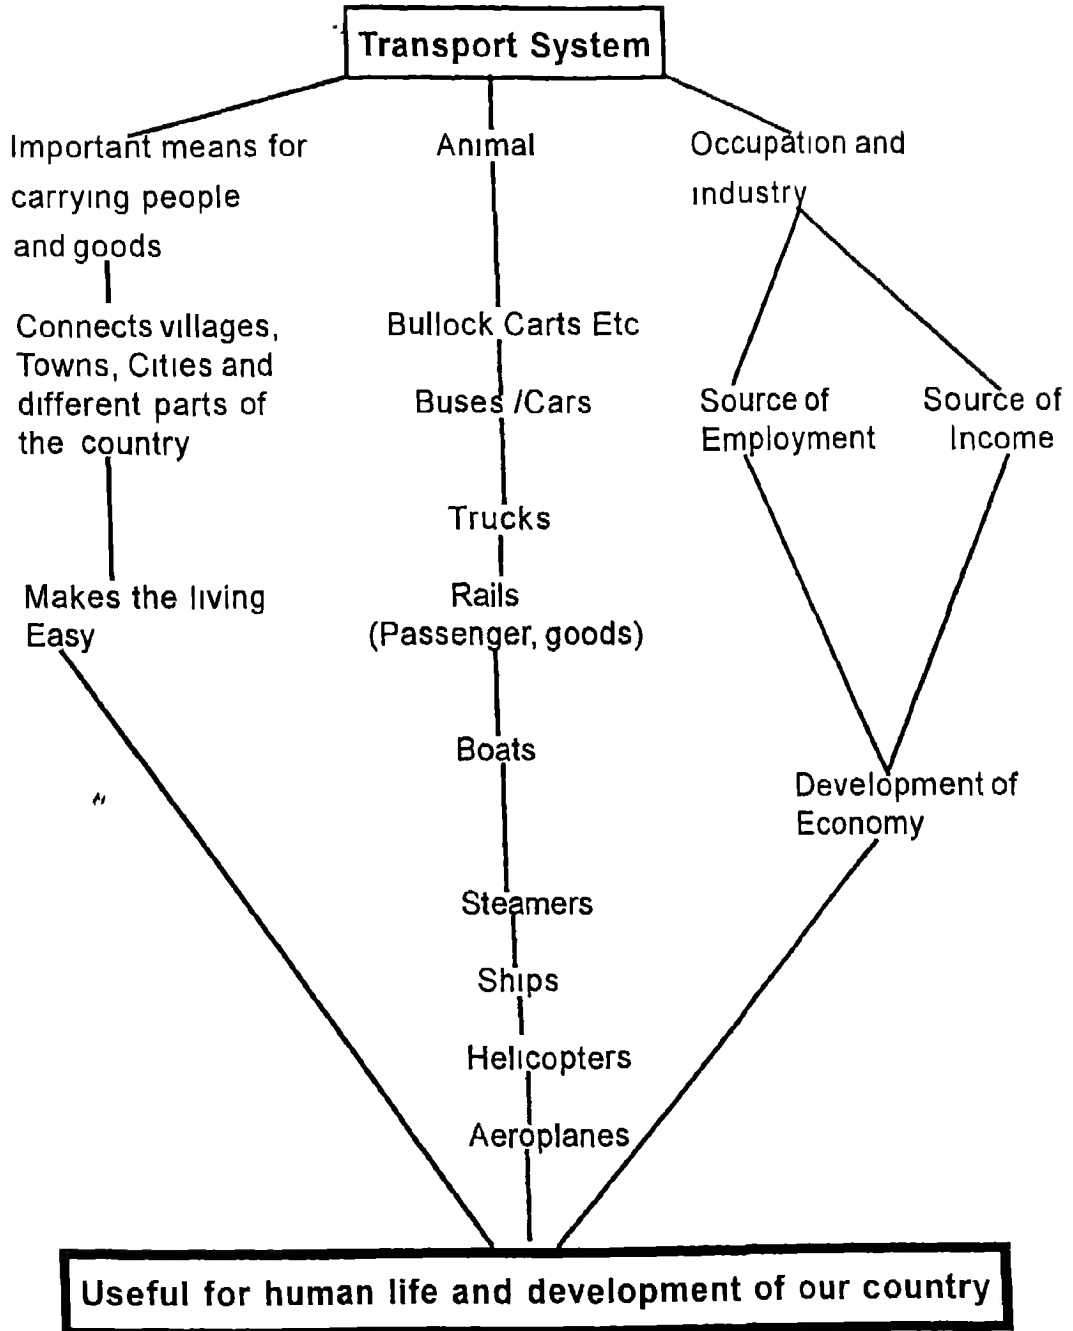 Transport System
Important means for
carrying people
and goods
Connects villages,
Towns, Cities and
different parts of
the country
Makes the living
Easy
Animal
Bullock Carts Etc
Buses /Cars
Trucks
Rails
(Passenger, goods)
Boats
Steamers
Ships
Helicopters
Aeroplanes
Occupation and
industry
Source of
Employment
Source of
Income
Development of
Economy
Useful for human life and development of our country